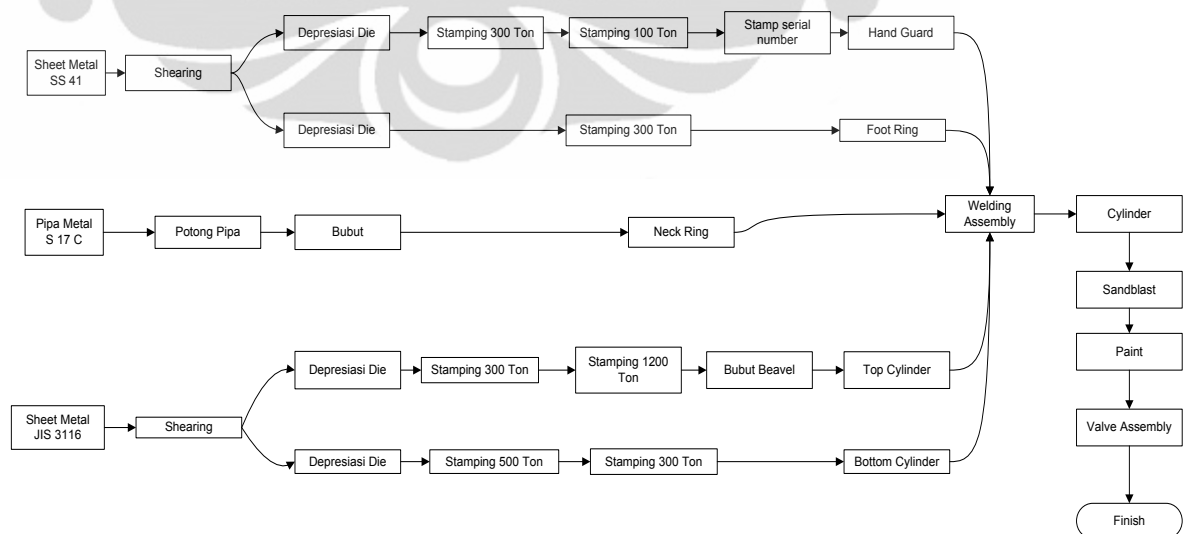 Sheet Metal
SS 41
Shearing
Depresiasi Die
Stamping 300 Ton
Stamping 100 Ton
Stamp serial
number
Hand Guard
Depresiasi Die
Stamping 300 Ton
Foot Ring
Pipa Metal
S 17 C
Potong Pipa
Bubut
Neck Ring
Welding
Assembly
Cylinder
Sandblast
Paint
Valve Assembly
Finish
Sheet Metal
JIS 3116
Shearing
Depresiasi Die
Stamping 300 Ton
Stamping 1200
Ton
Bubut Beavel
Top Cylinder
Depresiasi Die
Stamping 500 Ton
Stamping 300 Ton
Bottom Cylinder